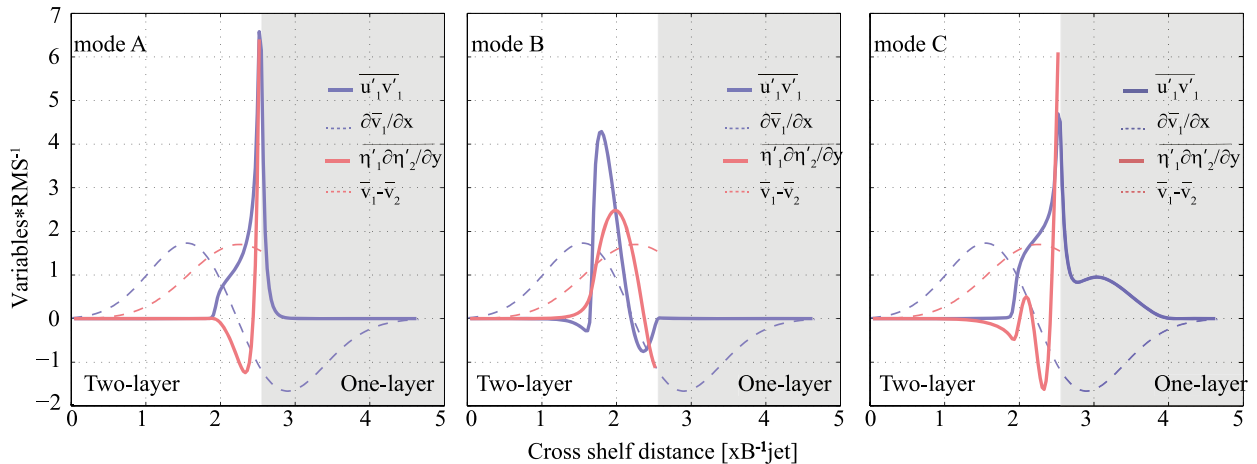 mode A
mode B
mode C
u'₁v'₁
∂v̅₁/∂x
η'₁∂η'₂/∂y
v̅₁-v̅₂
u'₁v'₁
∂v̅₁/∂x
η'₁∂η'₂/∂y
v̅₁-v̅₂
u'₁v'₁
∂v̅₁/∂x
η'₁∂η'₂/∂y
v̅₁-v̅₂
Variables*RMS⁻¹
7
6
5
4
3
2
1
0
−1
−2
Two-layer
One-layer
Two-layer
One-layer
Two-layer
One-layer
0 1 2 3 4 5
0 1 2 3 4 5
0 1 2 3 4 5
Cross shelf distance [xB⁻¹jet]